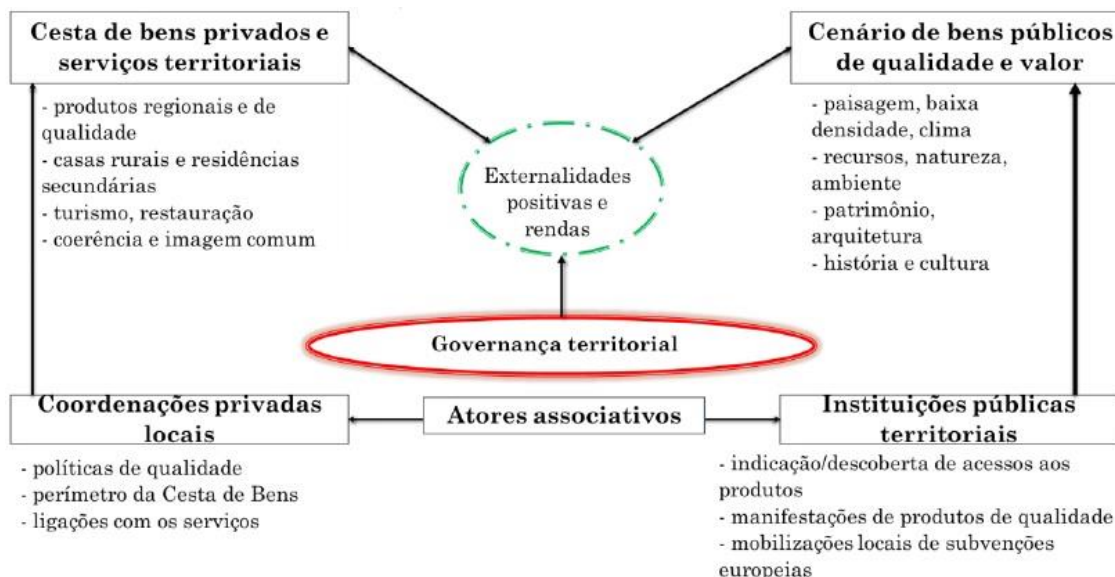 Cesta de bens privados e
serviços territoriais
- produtos regionais e de
qualidade
- casas rurais e residências
secundárias
- turismo, restauração
- coerência e imagem comum
Cenário de bens públicos
de qualidade e valor
- paisagem, baixa
densidade, clima
- recursos, natureza,
ambiente
- patrimônio,
arquitetura
- história e cultura
Externalidades
positivas e
rendas
Governança territorial
Coordenações privadas
locais
- políticas de qualidade
- perímetro da Cesta de Bens
- ligações com os serviços
Atores associativos
Instituições públicas
territoriais
- indicação/descoberta de acessos aos
produtos
- manifestações de produtos de qualidade
- mobilizações locais de subvenções
europeias